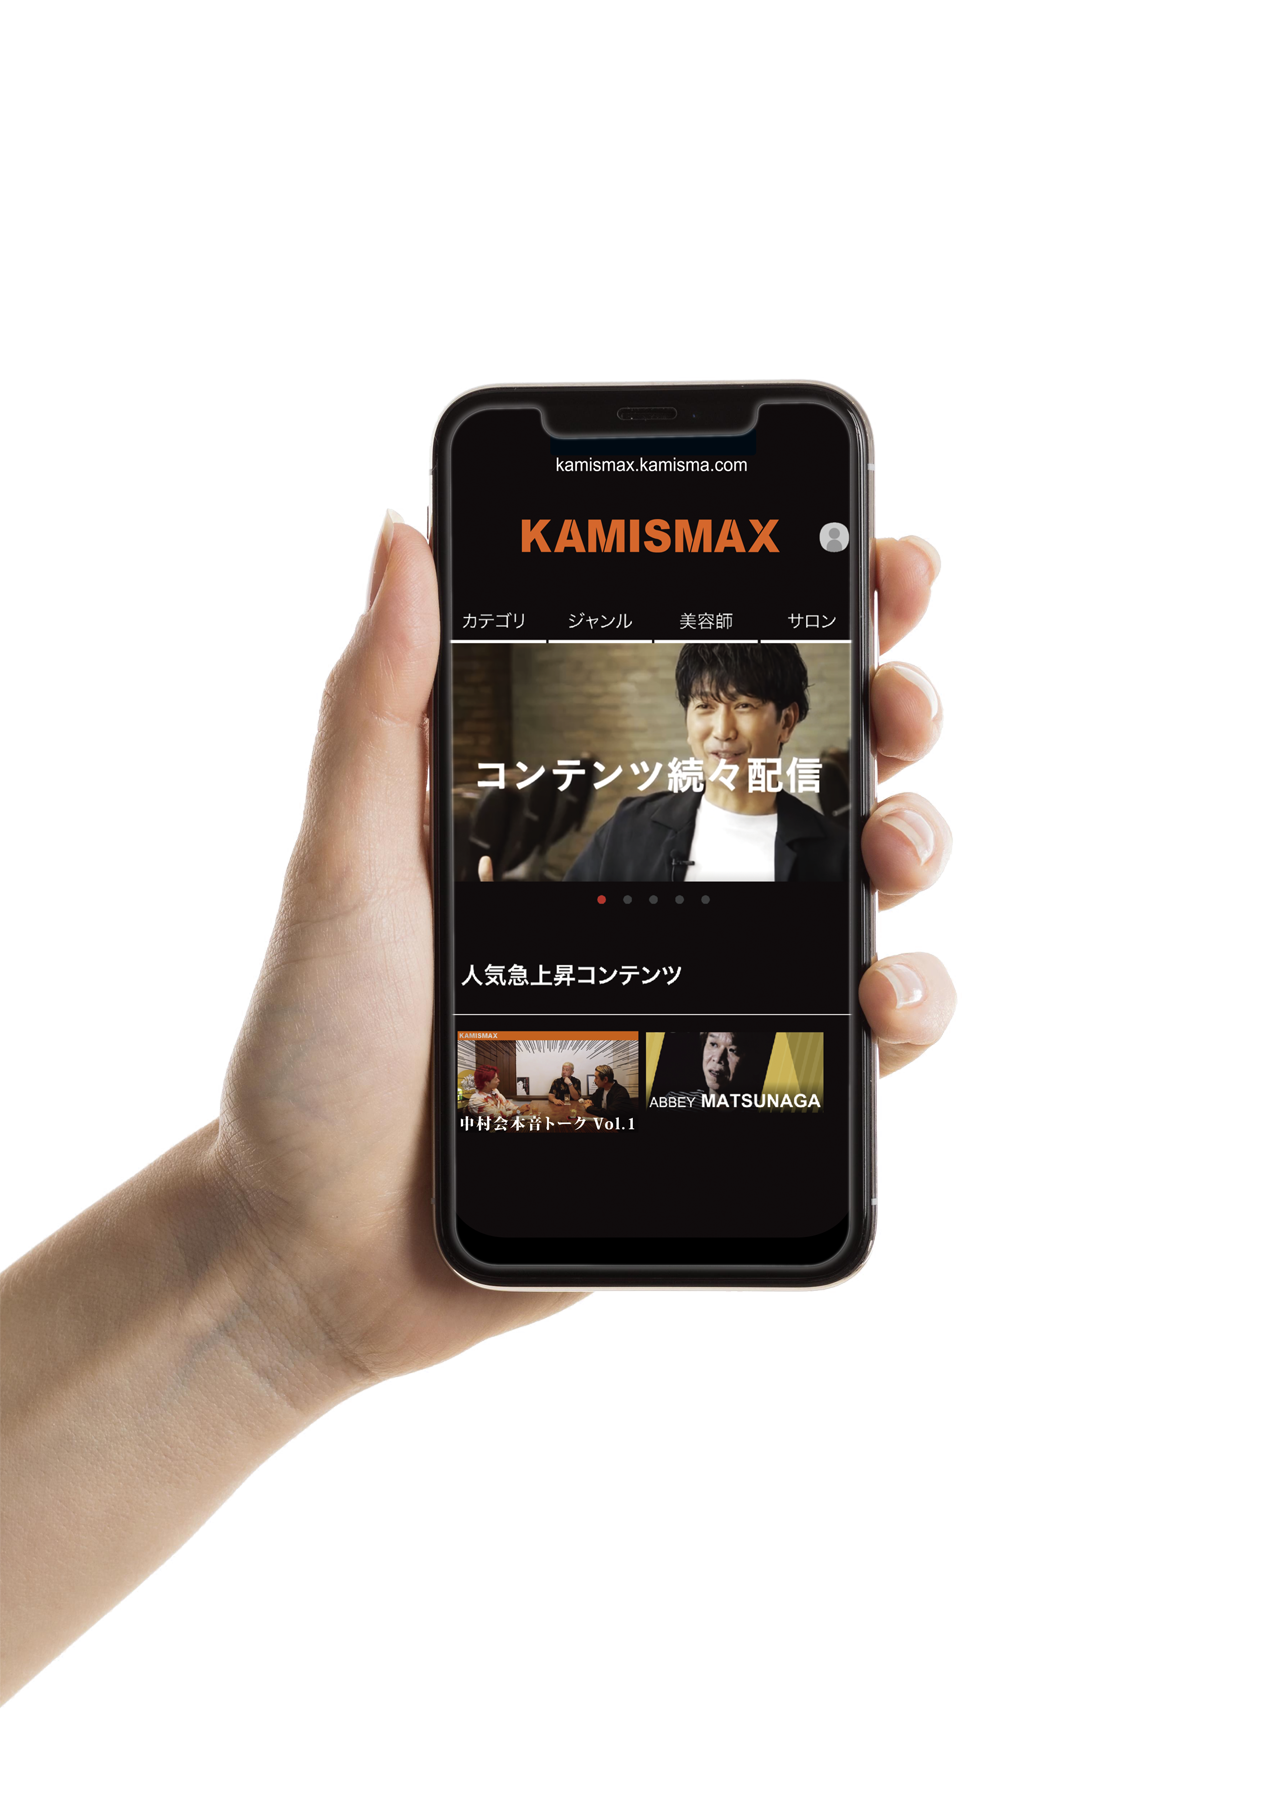 kamismax.kamisma.com
KAMISMAX
カテゴリ ジャンル 美容師 サロン
コンテンツ続々配信
人気急上昇コンテンツ
KAMISMAX
中村会本音トーク Vol.1
ABBEY MATSUNAGA